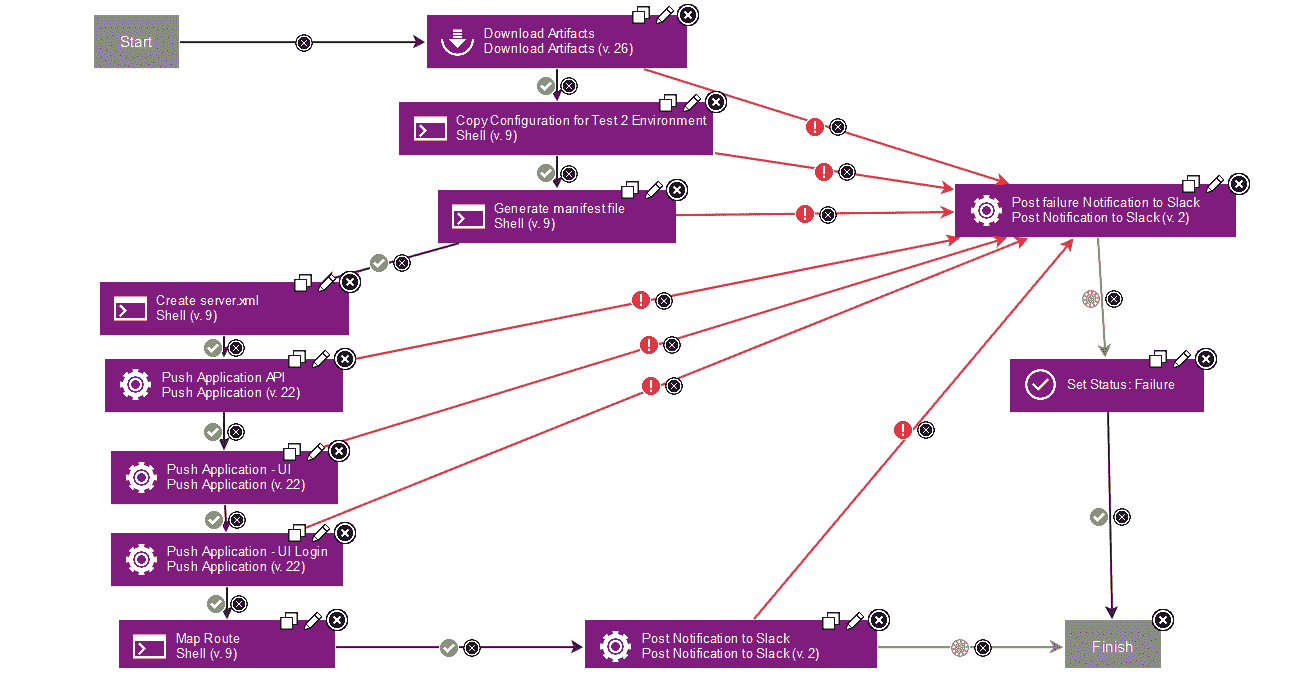 Start
Download Artifacts
Download Artifacts (v. 26)
Copy Configuration for Test 2 Environment
Shell (v. 9)
Generate manifest file
Shell (v. 9)
Post failure Notification to Slack
Post Notification to Slack (v. 2)
Create server.xml
Shell (v. 9)
Push Application API
Push Application (v. 22)
Set Status: Failure
Push Application - UI
Push Application (v. 22)
Push Application - UI Login
Push Application (v. 22)
Map Route
Shell (v. 9)
Post Notification to Slack
Post Notification to Slack (v. 2)
Finish